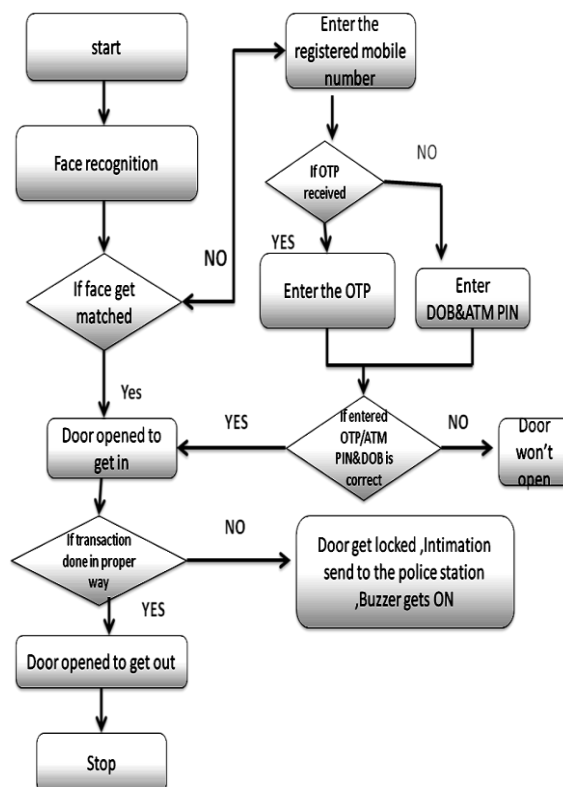 start
Face recognition
If face get
matched
NO
Yes
Enter the
registered mobile
number
If OTP
received
NO
YES
Enter the OTP
Enter
DOB&ATM PIN
If entered
OTP/ATM
PIN&DOB is
correct
YES
NO
Door
won't
open
Door opened to
get in
If transaction
done in proper
way
NO
Door get locked ,Intimation
send to the police station
,Buzzer gets ON
YES
Door opened to get out
Stop